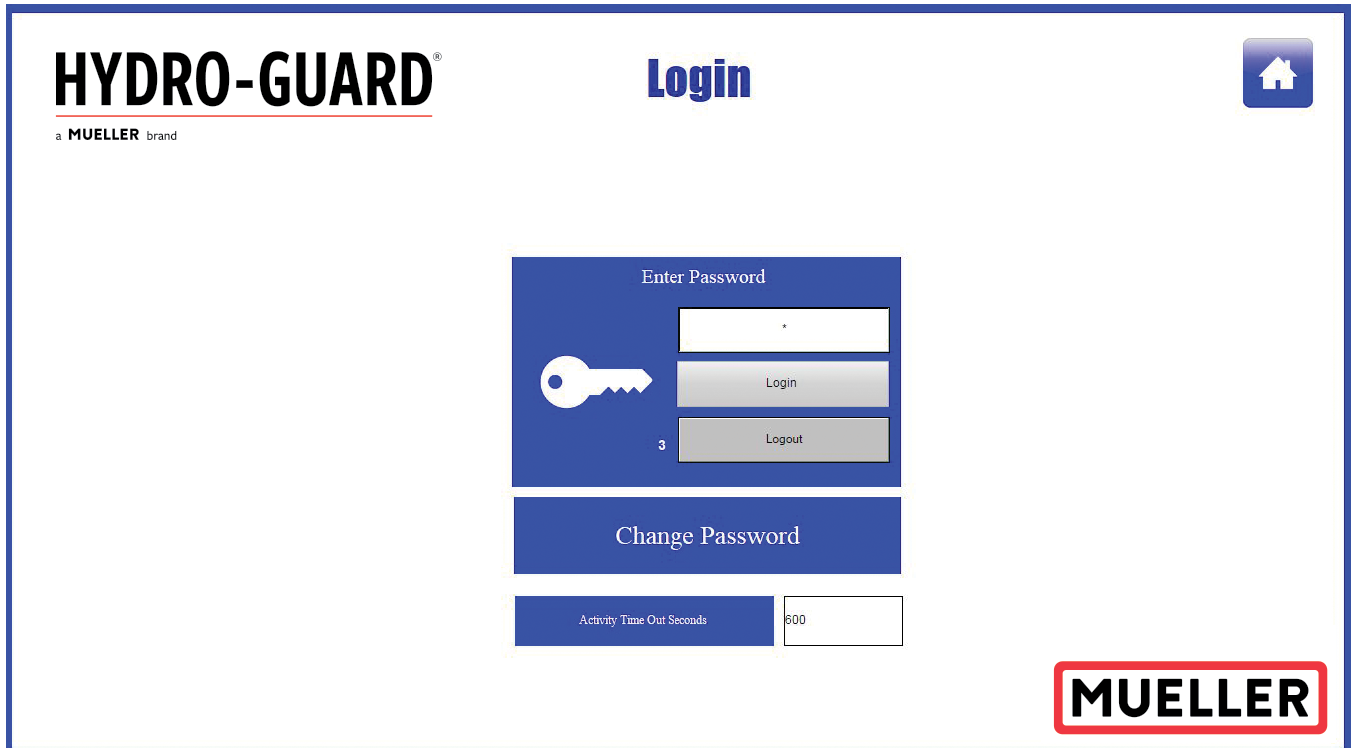 HYDRO-GUARD®
a MUELLER brand
Login
Enter Password
*
Login
3
Logout
Change Password
Activity Time Out Seconds
600
MUELLER